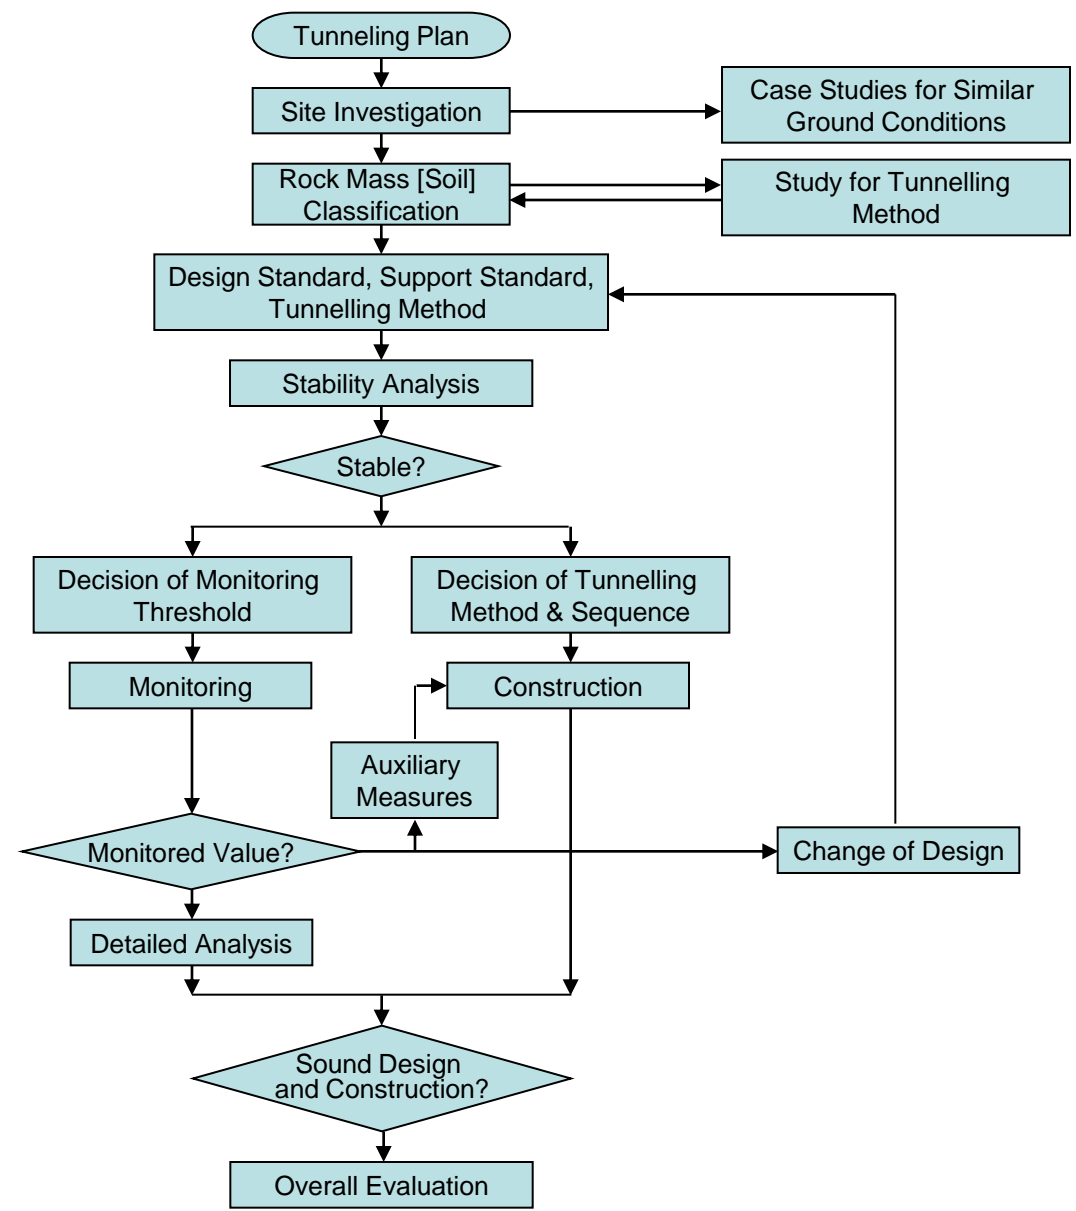 Tunneling Plan
Site Investigation
Case Studies for Similar
Ground Conditions
Rock Mass [Soil]
Classification
Study for Tunnelling
Method
Design Standard, Support Standard,
Tunnelling Method
Stability Analysis
Stable?
Decision of Monitoring
Threshold
Decision of Tunnelling
Method & Sequence
Monitoring
Construction
Auxiliary
Measures
Monitored Value?
Change of Design
Detailed Analysis
Sound Design
and Construction?
Overall Evaluation